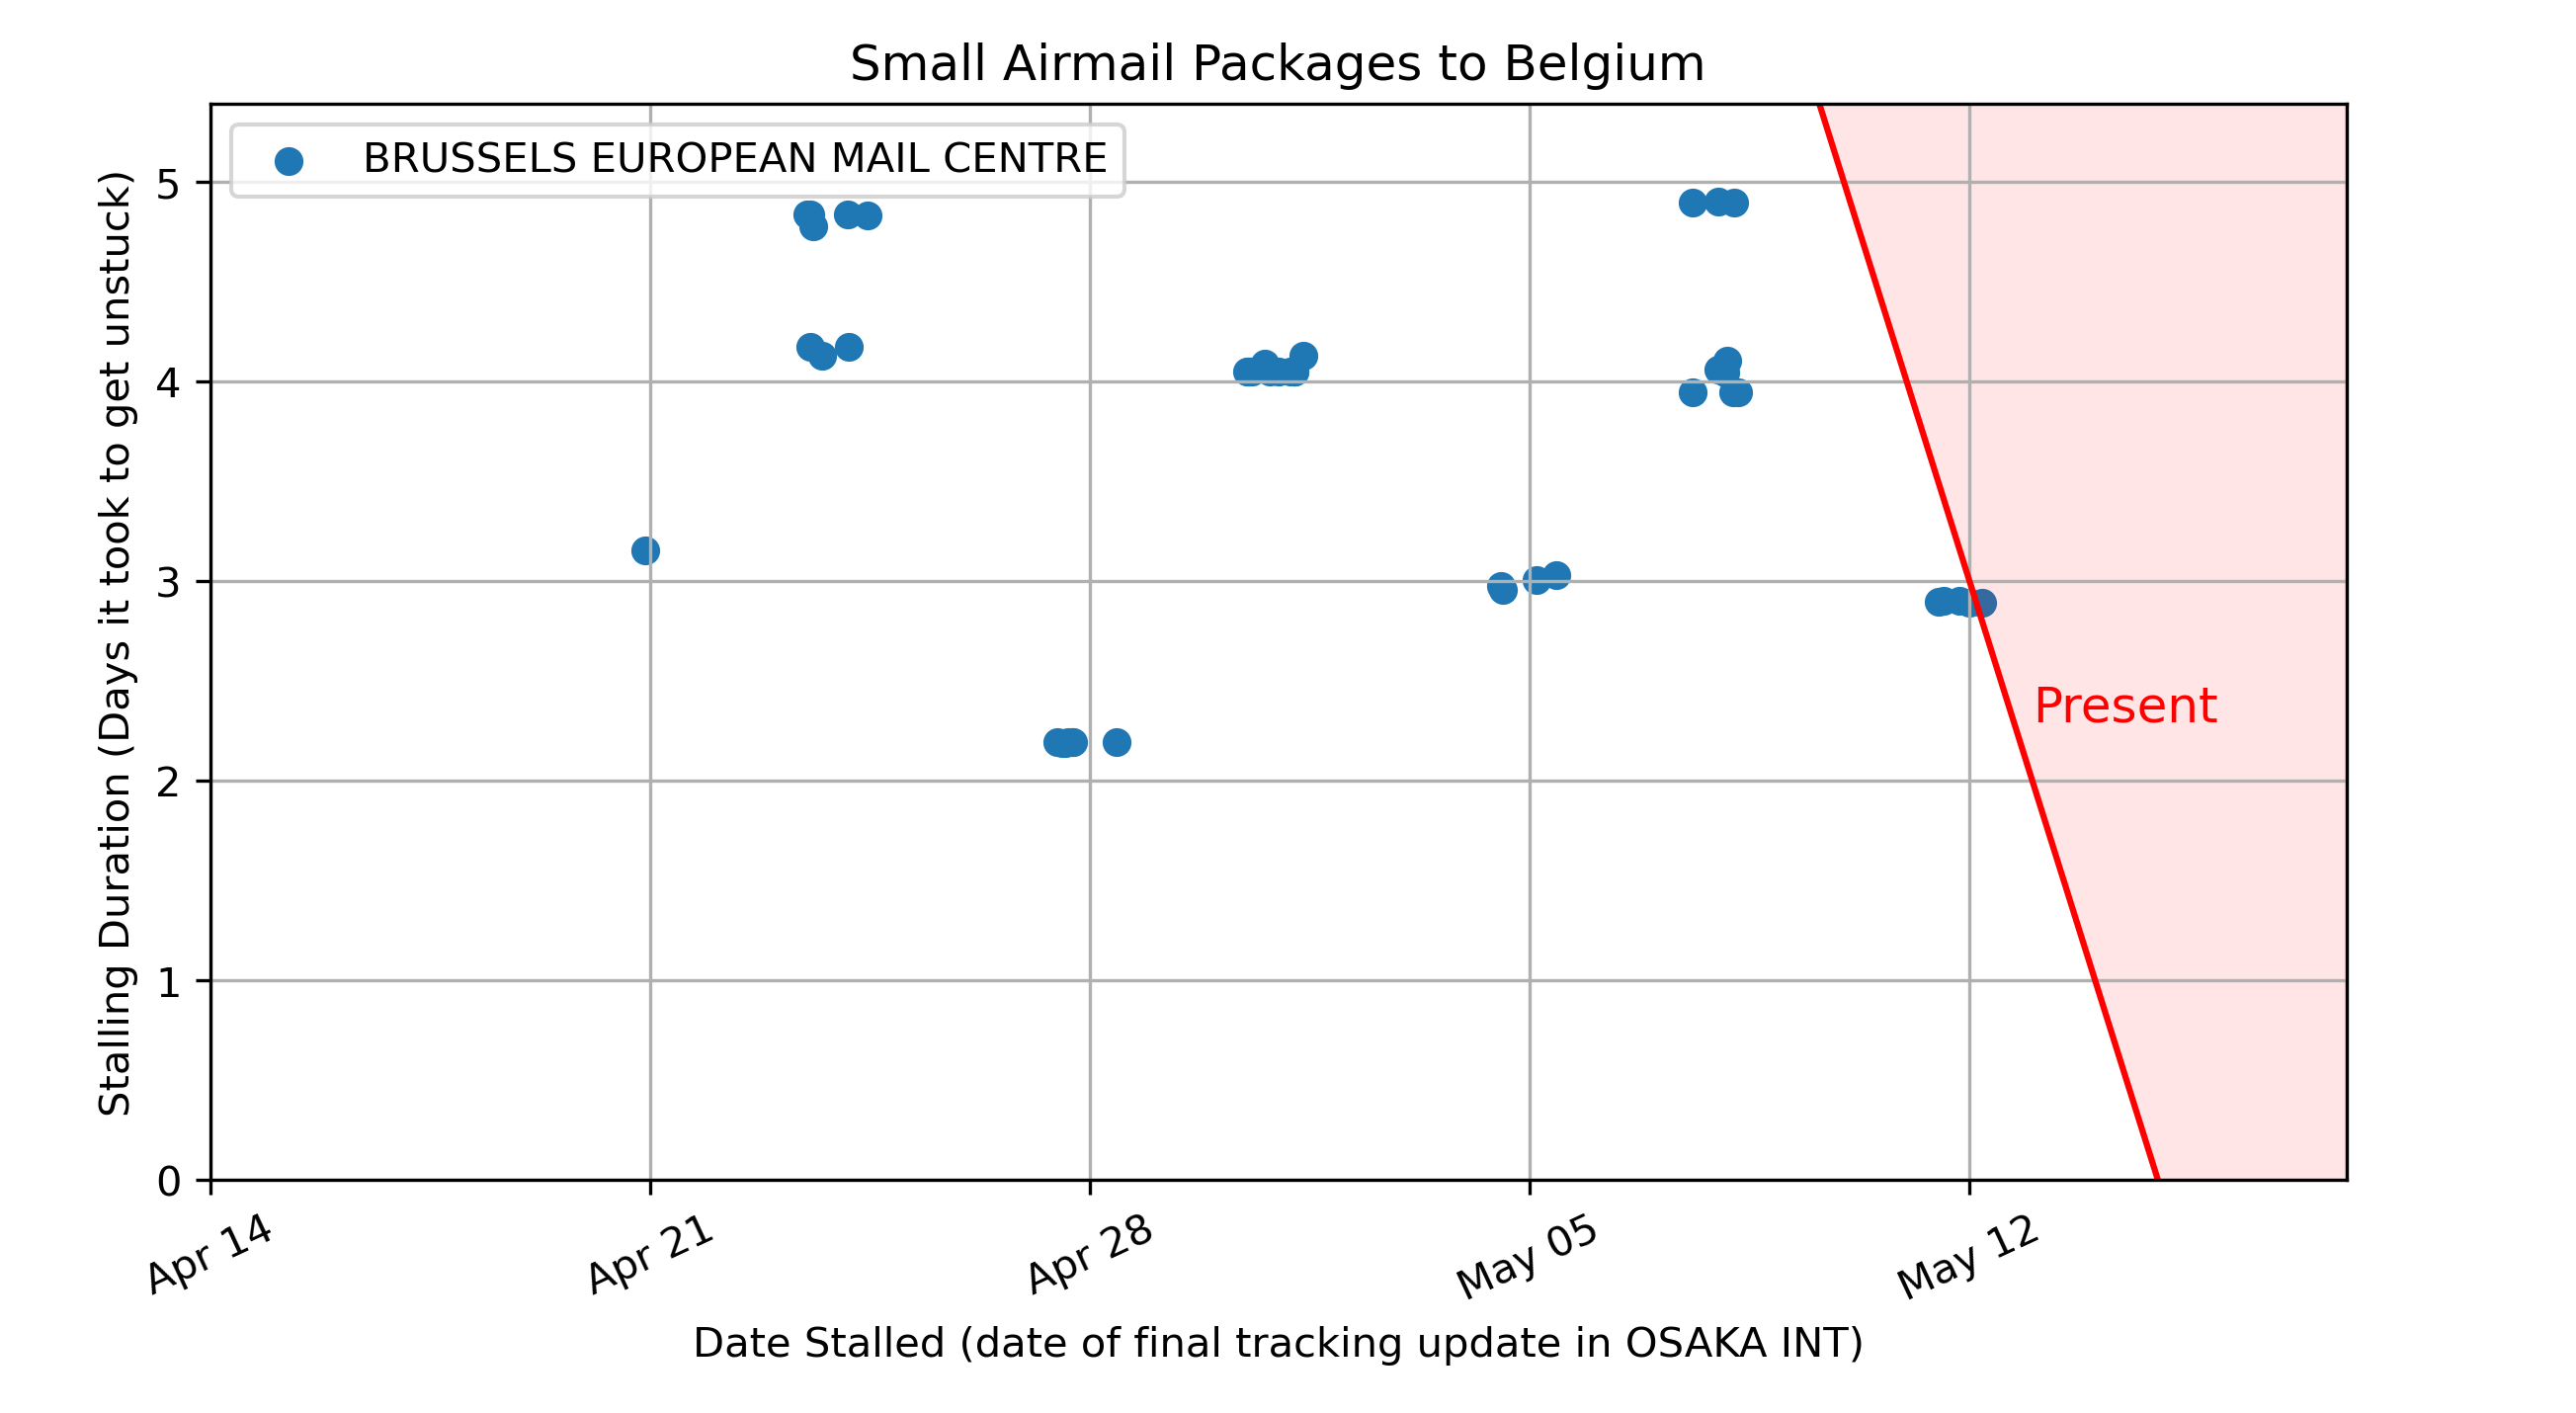 Small Airmail Packages to Belgium
BRUSSELS EUROPEAN MAIL CENTRE
Stalling Duration (Days it took to get unstuck)
5
4
3
2
1
0
Present
Apr 14
Apr 21
Apr 28
May 05
May 12
Date Stalled (date of final tracking update in OSAKA INT)